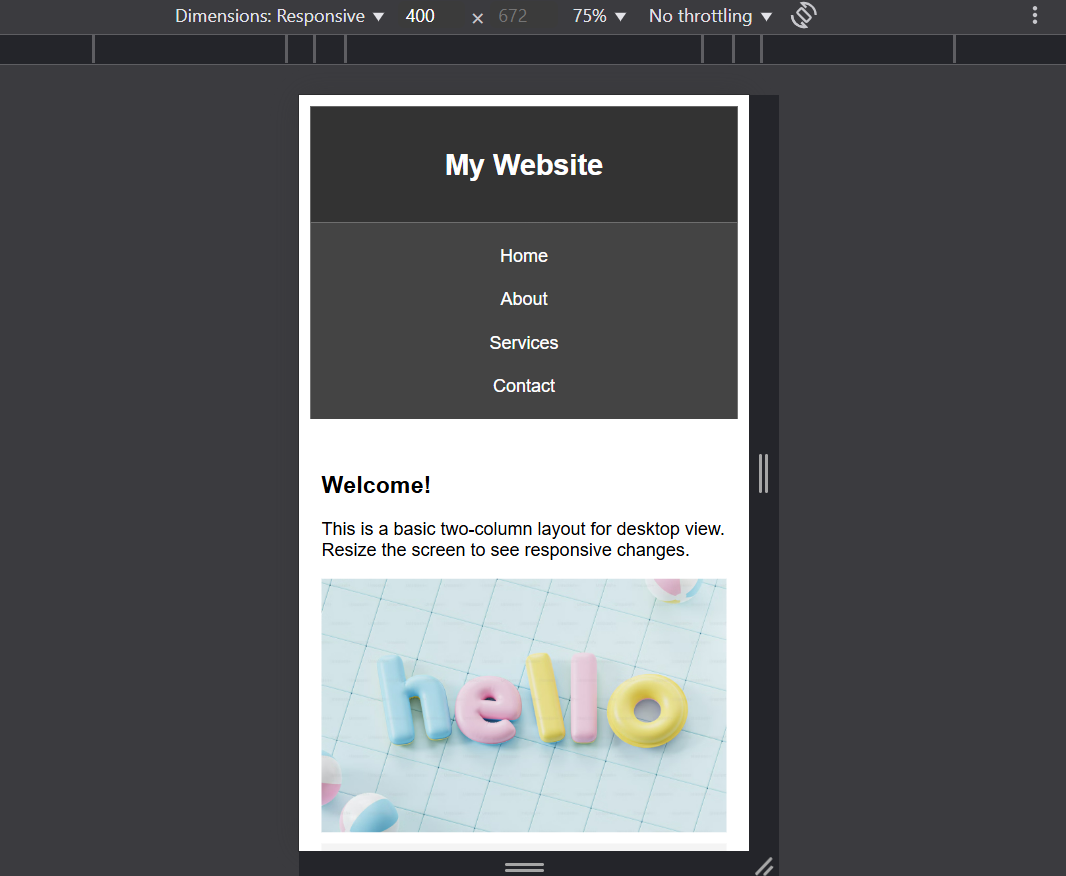 Dimensions: Responsive 400 × 672 75% No throttling
My Website
Home
About
Services
Contact
Welcome!
This is a basic two-column layout for desktop view.
Resize the screen to see responsive changes.
hello